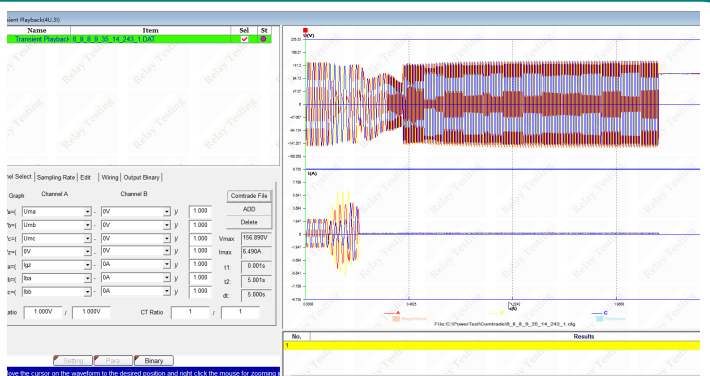 sient Playback(4U,3I)
Name Item Sel St
Transient Playback 6_8_8_9_35_14_243_1.DAT
nel Select Sampling Rate Edit Wiring Output Binary
Graph Channel A Channel B
Comtrade File
'a=( Uma - 0V )/ 1.000 ADD
'b=( Umb - 0V )/ 1.000 Delete
'c=( Umc - 0V )/ 1.000 Vmax 156.890V
'z=( 0V - 0V )/ 1.000 Imax 6.490A
a=( Igz - 0A )/ 1.000 t1: 0.001s
b=( Iba - 0A )/ 1.000 t2: 5.001s
c=( Ibb - 0A )/ 1.000 dt: 5.000s
atio 1.000V / 1.000V CT Ratio 1 / 1
Setting Para Binary
ove the cursor on the waveform to the desired position and right click the mouse for zooming
U(V)
I(A)
t(s)
A B C
File:C:\PowerTest\Comtrade\6_8_8_9_35_14_243_1.cfg
No. Results
1
Relay Testing